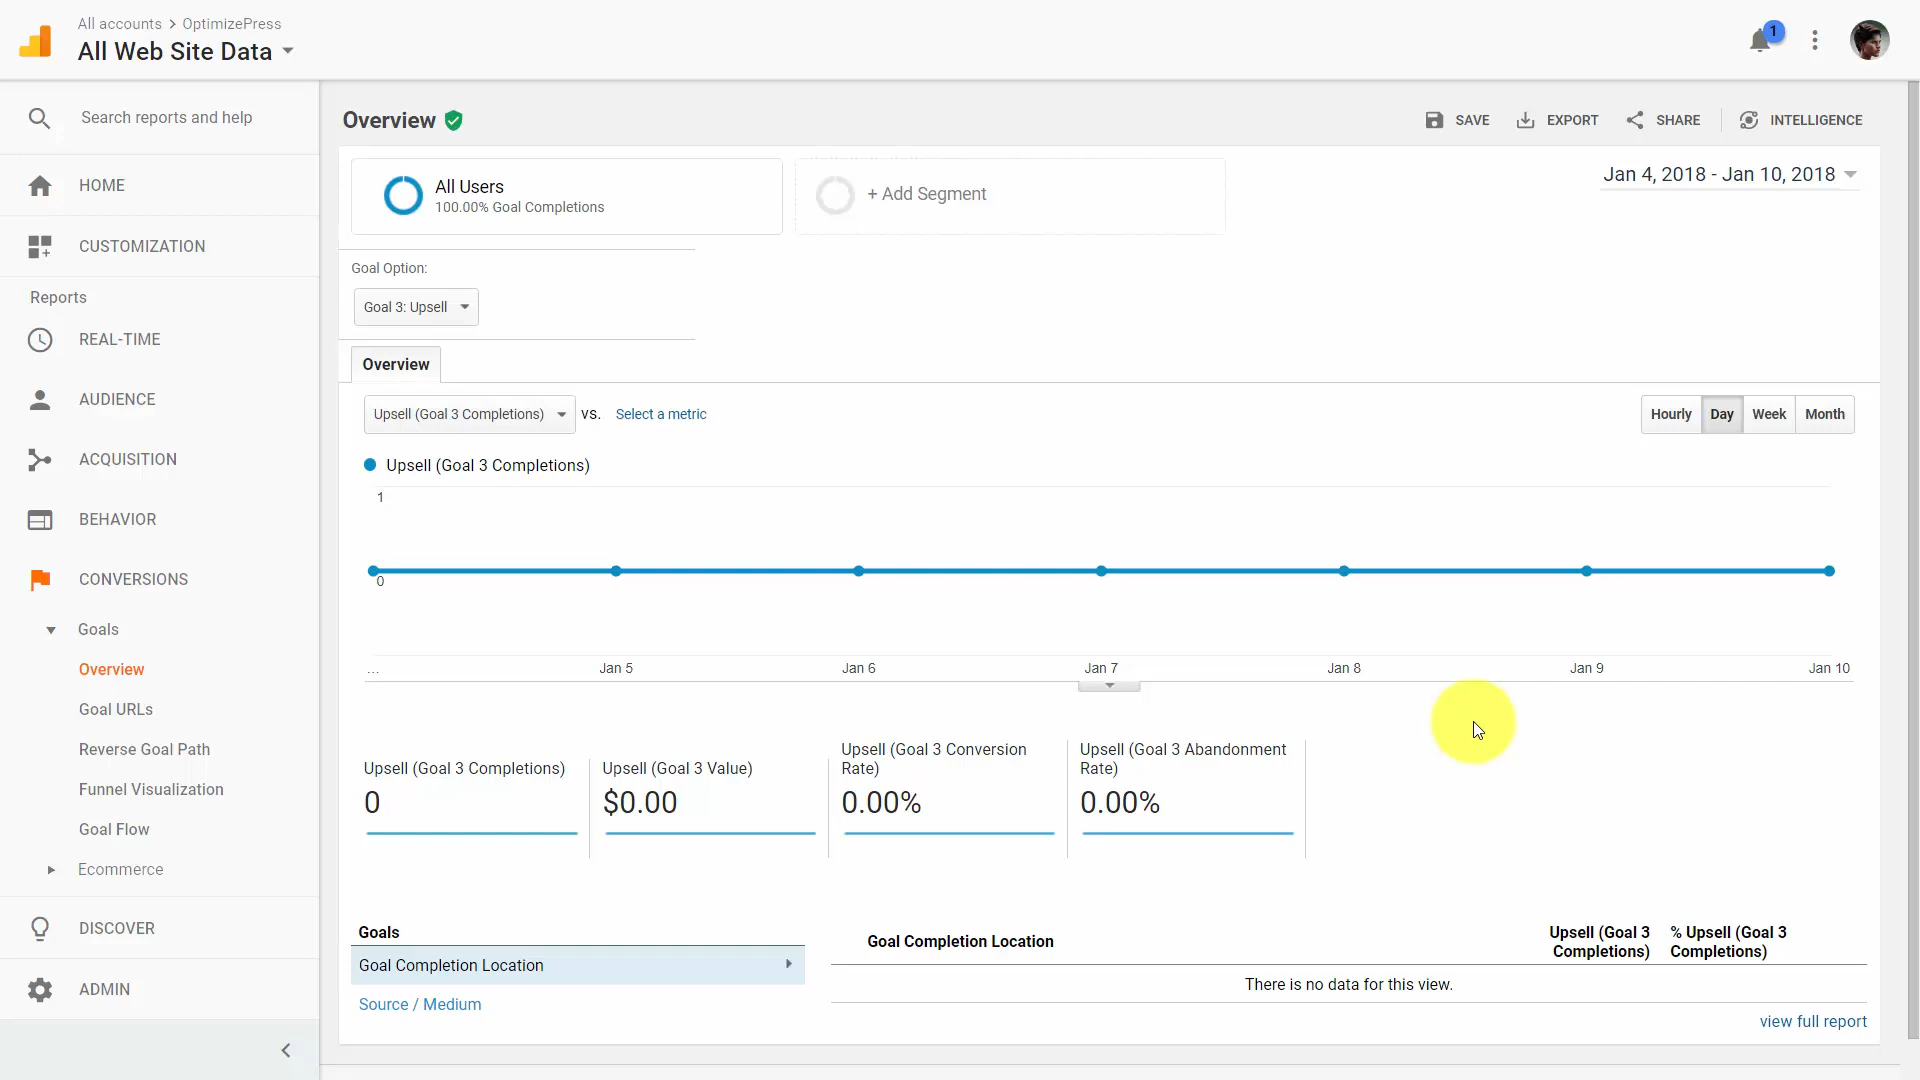 All accounts > OptimizePress
All Web Site Data
1
Search reports and help
HOME
CUSTOMIZATION
Reports
REAL-TIME
AUDIENCE
ACQUISITION
BEHAVIOR
CONVERSIONS
Goals
Overview
Goal URLs
Reverse Goal Path
Funnel Visualization
Goal Flow
Ecommerce
DISCOVER
ADMIN
Overview
SAVE
EXPORT
SHARE
INTELLIGENCE
All Users
100.00% Goal Completions
+ Add Segment
Jan 4, 2018 - Jan 10, 2018
Goal Option:
Goal 3: Upsell
Overview
Upsell (Goal 3 Completions)
vs.
Select a metric
Hourly
Day
Week
Month
Upsell (Goal 3 Completions)
1
0
...
Jan 5
Jan 6
Jan 7
Jan 8
Jan 9
Jan 10
Upsell (Goal 3 Completions)
0
Upsell (Goal 3 Value)
$0.00
Upsell (Goal 3 Conversion
Rate)
0.00%
Upsell (Goal 3 Abandonment
Rate)
0.00%
Goals
Goal Completion Location
Source / Medium
Goal Completion Location
Upsell (Goal 3
Completions)
% Upsell (Goal 3
Completions)
There is no data for this view.
view full report